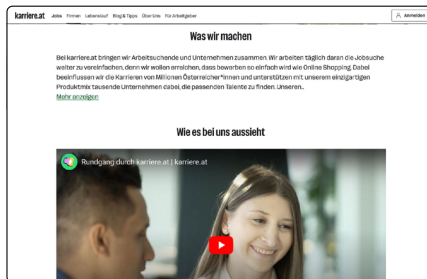 karriere.at Jobs Firmen Lebenslauf Blog & Tipps Über Uns Für Arbeitgeber Anmelden
Was wir machen
Bei karriere.at bringen wir Arbeitsuchende und Unternehmen zusammen. Wir arbeiten täglich daran die Jobsuche
weiter zu vereinfachen, denn wir wollen erreichen, dass bewerben so einfach wird wie Online Shopping. Dabei
beeinflussen wir die Karrieren von Millionen Österreicher*innen und unterstützen mit unserem einzigartigen
Produktmix tausende Unternehmen dabei, die passenden Talente zu finden. Unseren..
Mehr anzeigen
Wie es bei uns aussieht
Rundgang durch karriere.at | karriere.at